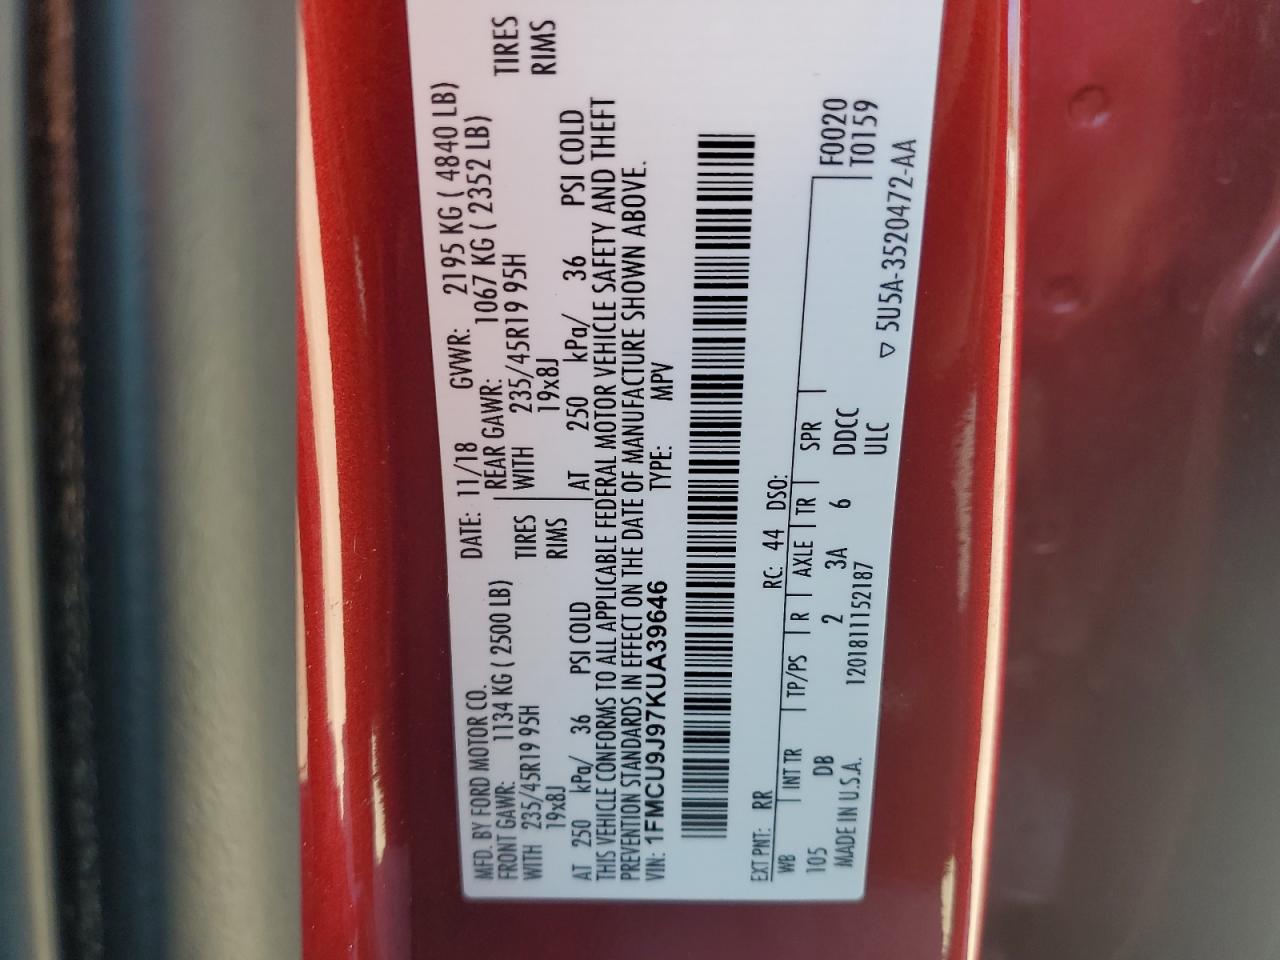 MFD. BY FORD MOTOR CO. DATE: 11/18 GVWR: 2195 KG ( 4840 LB)
FRONT GAWR: 1134 KG ( 2500 LB) REAR GAWR: 1067 KG ( 2352 LB)
WITH 235/45R19 95H TIRES WITH 235/45R19 95H TIRES
19x8J RIMS 19x8J RIMS
AT 250 kPa/ 36 PSI COLD AT 250 kPa/ 36 PSI COLD
THIS VEHICLE CONFORMS TO ALL APPLICABLE FEDERAL MOTOR VEHICLE SAFETY AND THEFT
PREVENTION STANDARDS IN EFFECT ON THE DATE OF MANUFACTURE SHOWN ABOVE.
VIN: 1FMCU9J97KUA39646 TYPE: MPV
EXT PNT: RR RC: 44 DSO:
WB INT TR TP/PS R AXLE TR SPR F0020
105 DB 2 3A 6 DDCC T0159
MADE IN U.S.A. 1201811152187 ULC
▽ 5U5A-3520472-AA